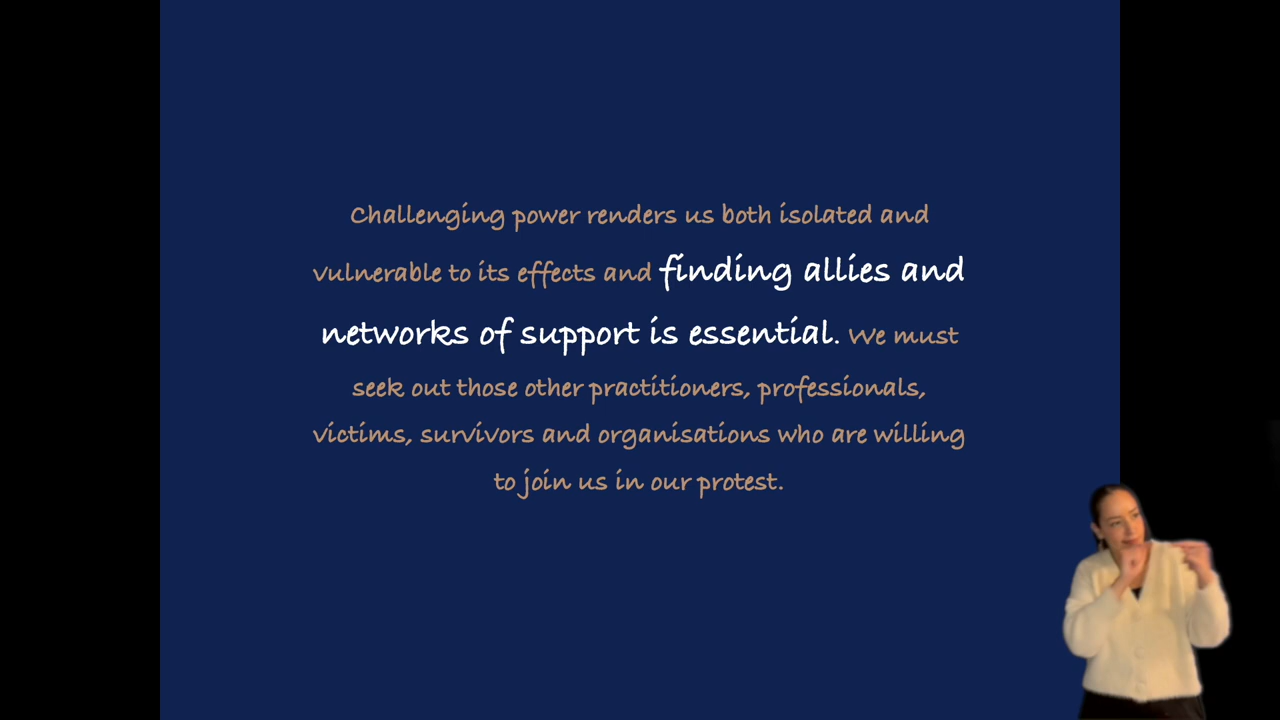 Challenging power renders us both isolated and
vulnerable to its effects and finding allies and
networks of support is essential. We must
seek out those other practitioners, professionals,
victims, survivors and organisations who are willing
to join us in our protest.